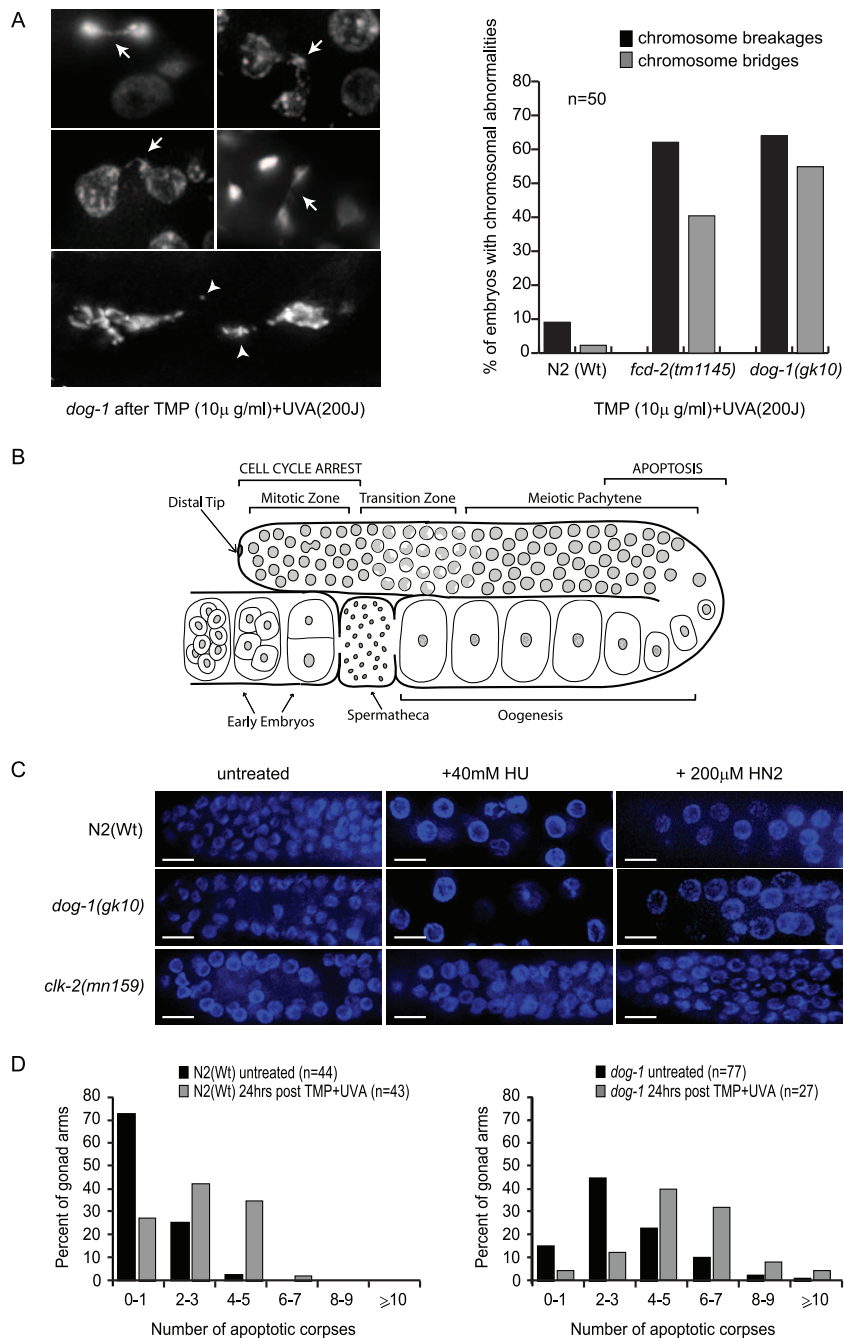 A
dog-1 after TMP (10μ g/ml)+UVA(200J)
chromosome breakages
chromosome bridges
n=50
% of embryos with chromosomal abnormalities
80
70
60
50
40
30
20
10
0
N2 (Wt) fcd-2(tm1145) dog-1(gk10)
TMP (10μ g/ml)+UVA(200J)
B
CELL CYCLE ARREST APOPTOSIS
Mitotic Zone Transition Zone Meiotic Pachytene
Distal Tip
Early Embryos Spermatheca Oogenesis
C
untreated +40mM HU + 200μM HN2
N2(Wt)
dog-1(gk10)
clk-2(mn159)
D
N2(Wt) untreated (n=44)
N2(Wt) 24hrs post TMP+UVA (n=43)
Percent of gonad arms
80
70
60
50
40
30
20
10
0
0-1 2-3 4-5 6-7 8-9 ⩾10
Number of apoptotic corpses
dog-1 untreated (n=77)
dog-1 24hrs post TMP+UVA (n=27)
Percent of gonad arms
80
70
60
50
40
30
20
10
0
0-1 2-3 4-5 6-7 8-9 ⩾10
Number of apoptotic corpses